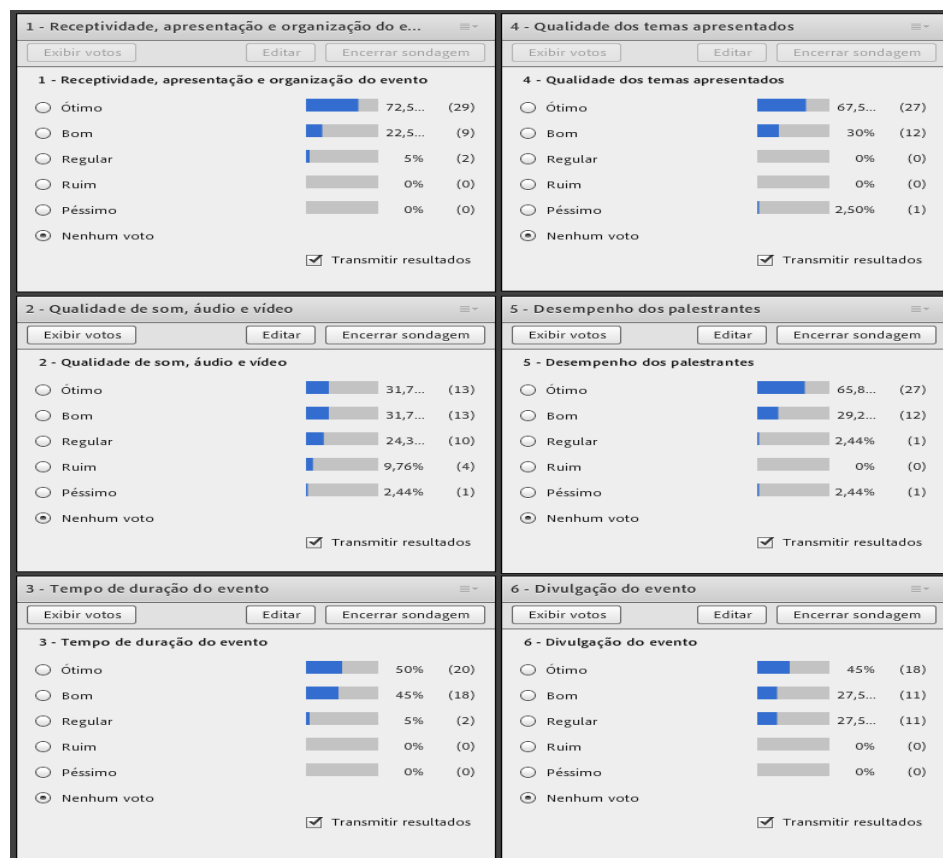 1 - Receptividade, apresentação e organização do e...
Exibir votos Editar Encerrar sondagem
1 - Receptividade, apresentação e organização do evento
Ótimo 72,5... (29)
Bom 22,5... (9)
Regular 5% (2)
Ruim 0% (0)
Péssimo 0% (0)
Nenhum voto
Transmitir resultados
2 - Qualidade de som, áudio e vídeo
Exibir votos Editar Encerrar sondagem
2 - Qualidade de som, áudio e vídeo
Ótimo 31,7... (13)
Bom 31,7... (13)
Regular 24,3... (10)
Ruim 9,76% (4)
Péssimo 2,44% (1)
Nenhum voto
Transmitir resultados
3 - Tempo de duração do evento
Exibir votos Editar Encerrar sondagem
3 - Tempo de duração do evento
Ótimo 50% (20)
Bom 45% (18)
Regular 5% (2)
Ruim 0% (0)
Péssimo 0% (0)
Nenhum voto
Transmitir resultados
4 - Qualidade dos temas apresentados
Exibir votos Editar Encerrar sondagem
4 - Qualidade dos temas apresentados
Ótimo 67,5... (27)
Bom 30% (12)
Regular 0% (0)
Ruim 0% (0)
Péssimo 2,50% (1)
Nenhum voto
Transmitir resultados
5 - Desempenho dos palestrantes
Exibir votos Editar Encerrar sondagem
5 - Desempenho dos palestrantes
Ótimo 65,8... (27)
Bom 29,2... (12)
Regular 2,44% (1)
Ruim 0% (0)
Péssimo 2,44% (1)
Nenhum voto
Transmitir resultados
6 - Divulgação do evento
Exibir votos Editar Encerrar sondagem
6 - Divulgação do evento
Ótimo 45% (18)
Bom 27,5... (11)
Regular 27,5... (11)
Ruim 0% (0)
Péssimo 0% (0)
Nenhum voto
Transmitir resultados